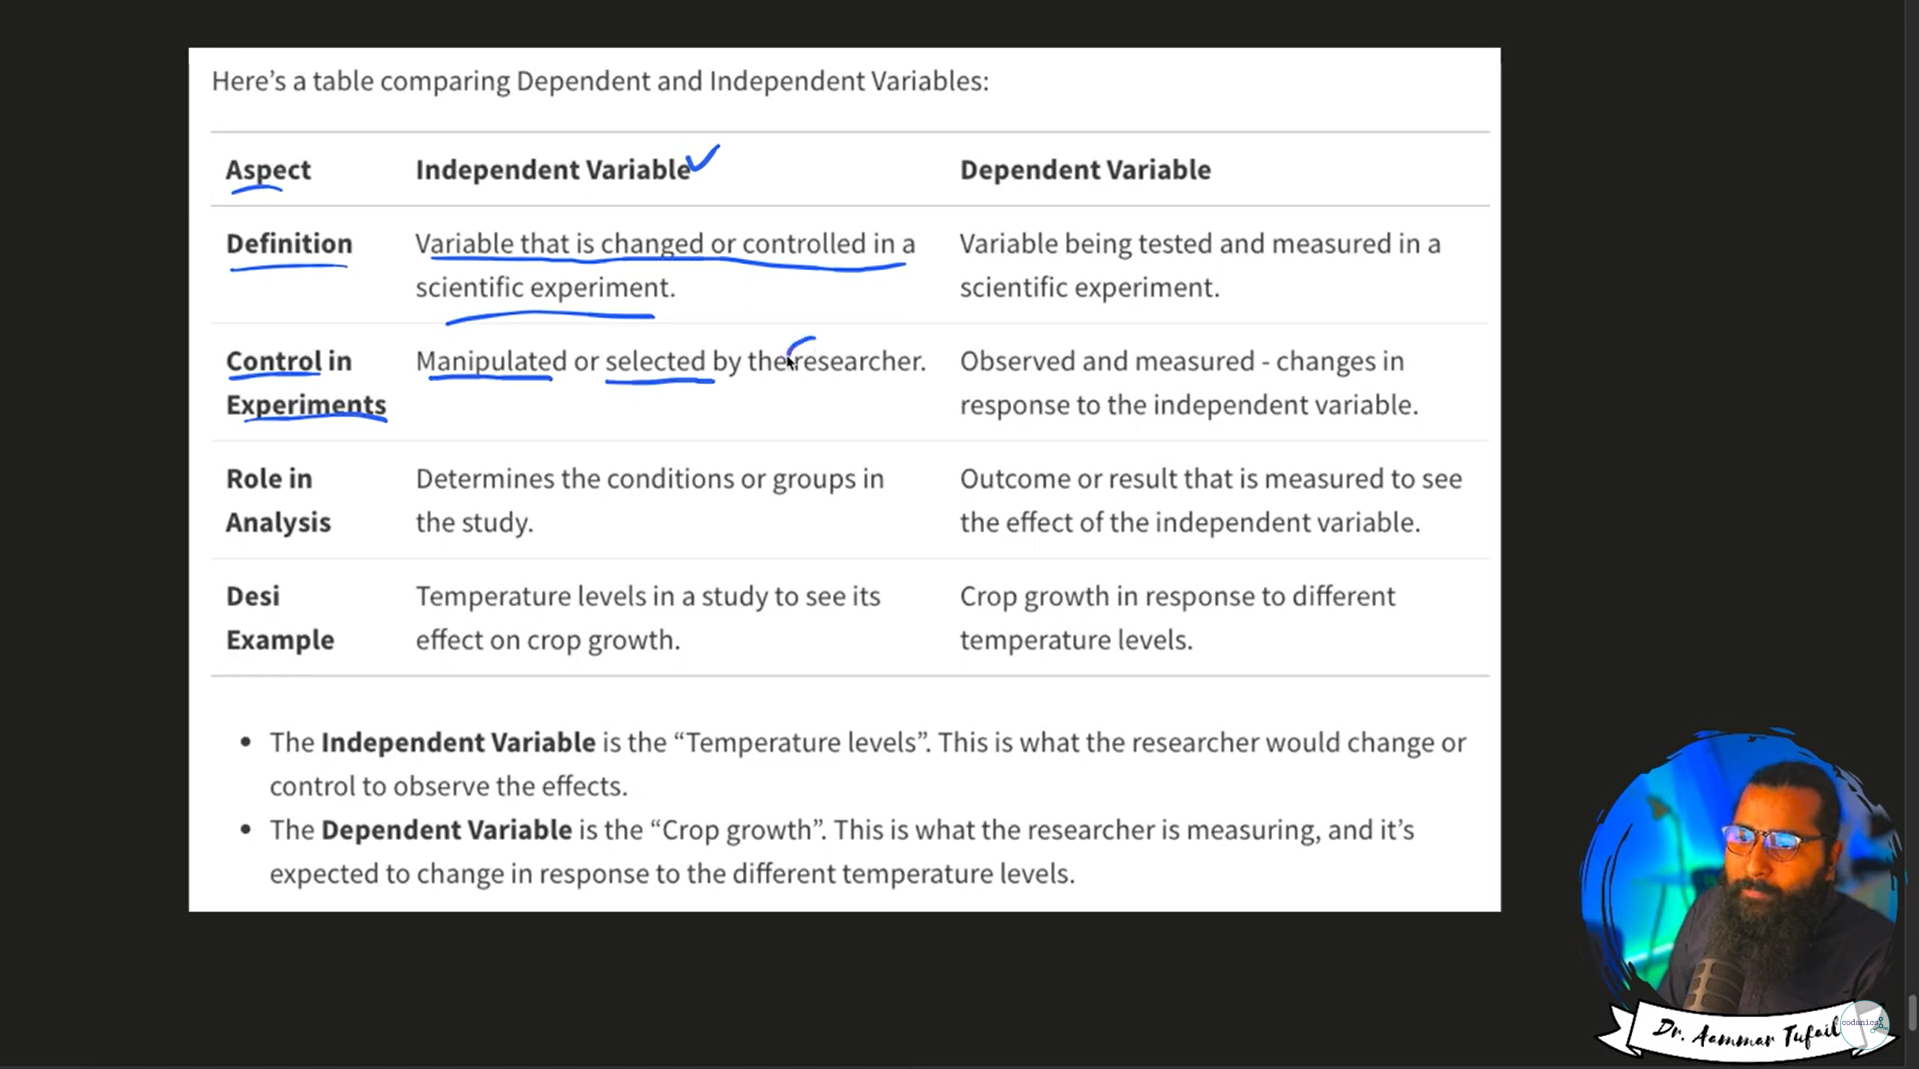 Here’s a table comparing Dependent and Independent Variables:
Aspect Independent Variable Dependent Variable
Definition Variable that is changed or controlled in a Variable being tested and measured in a
scientific experiment. scientific experiment.
Control in Manipulated or selected by the researcher. Observed and measured - changes in
Experiments response to the independent variable.
Role in Determines the conditions or groups in Outcome or result that is measured to see
Analysis the study. the effect of the independent variable.
Desi Temperature levels in a study to see its Crop growth in response to different
Example effect on crop growth. temperature levels.
• The Independent Variable is the “Temperature levels”. This is what the researcher would change or
control to observe the effects.
• The Dependent Variable is the “Crop growth”. This is what the researcher is measuring, and it’s
expected to change in response to the different temperature levels.
Dr. Aammar Tufail
codanics